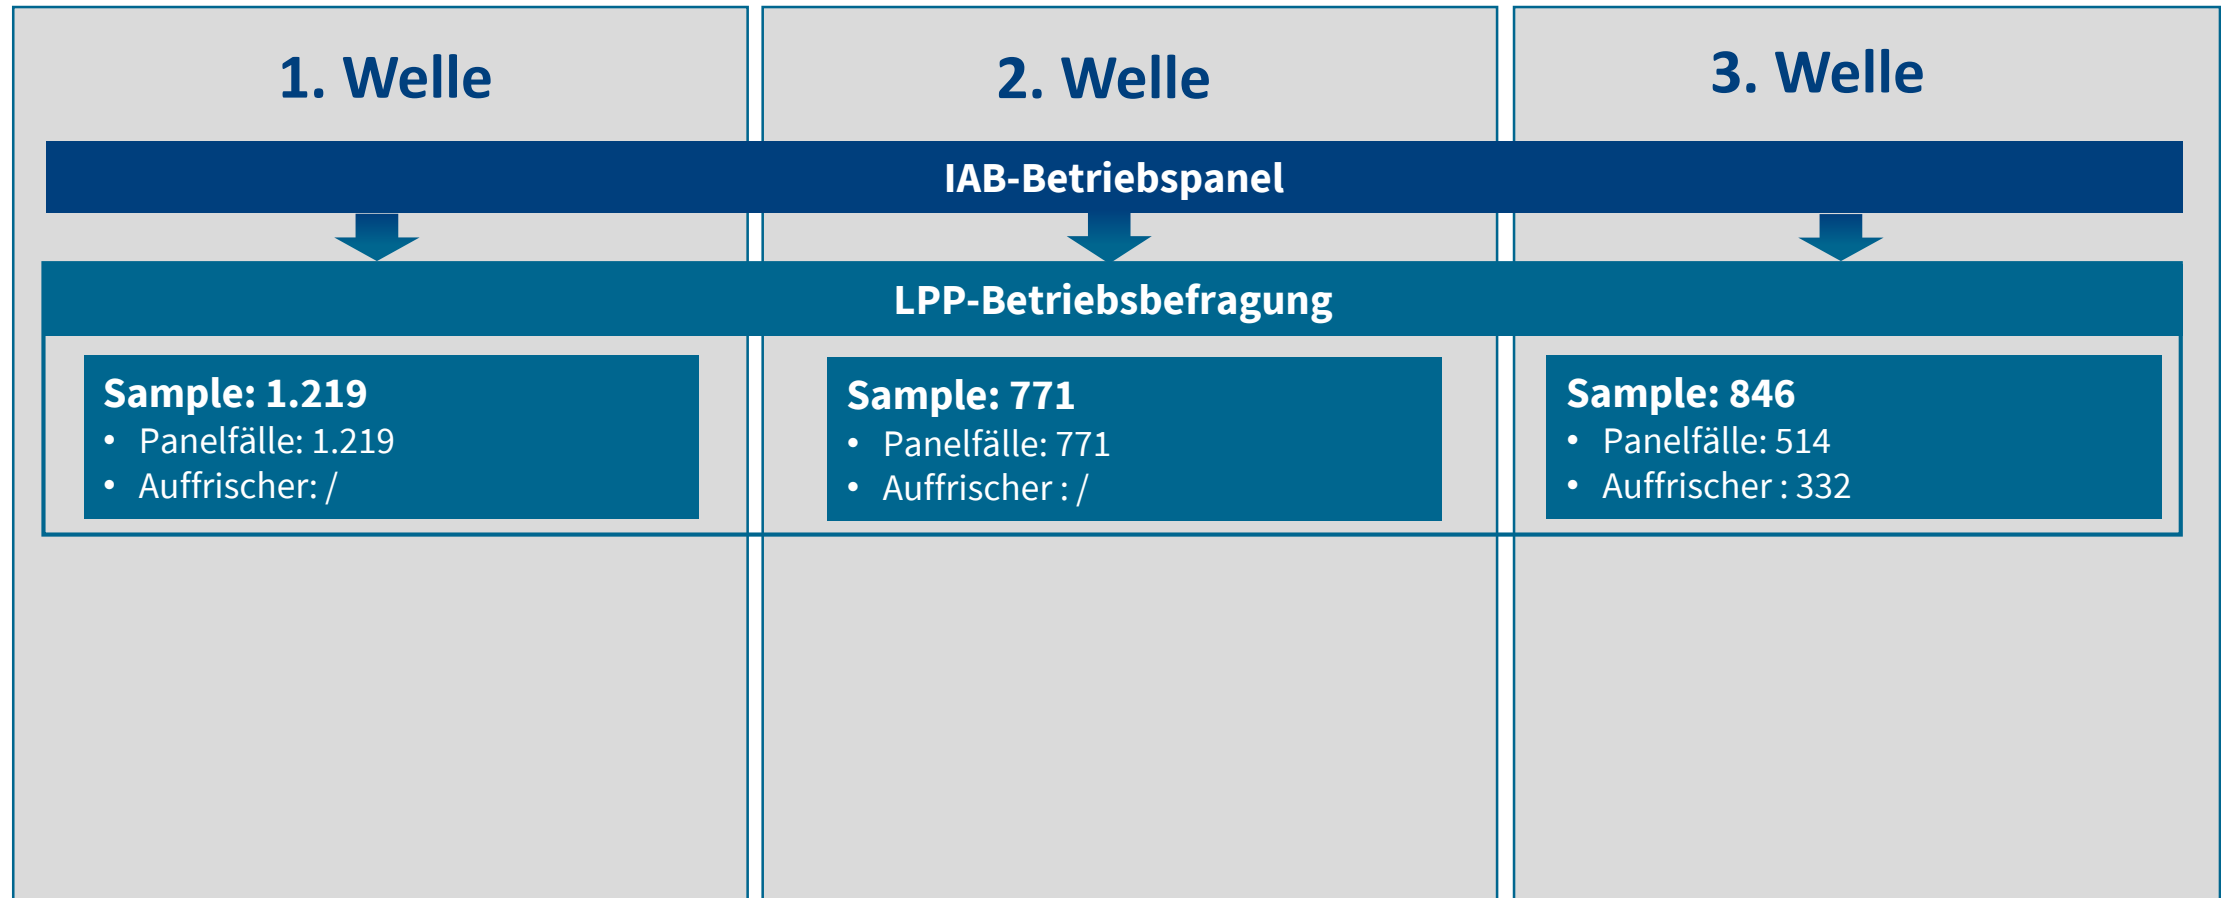 1. Welle
2. Welle
3. Welle
IAB-Betriebspanel
LPP-Betriebsbefragung
Sample: 1.219
• Panelfälle: 1.219
• Auffrischer: /
Sample: 771
• Panelfälle: 771
• Auffrischer : /
Sample: 846
• Panelfälle: 514
• Auffrischer : 332